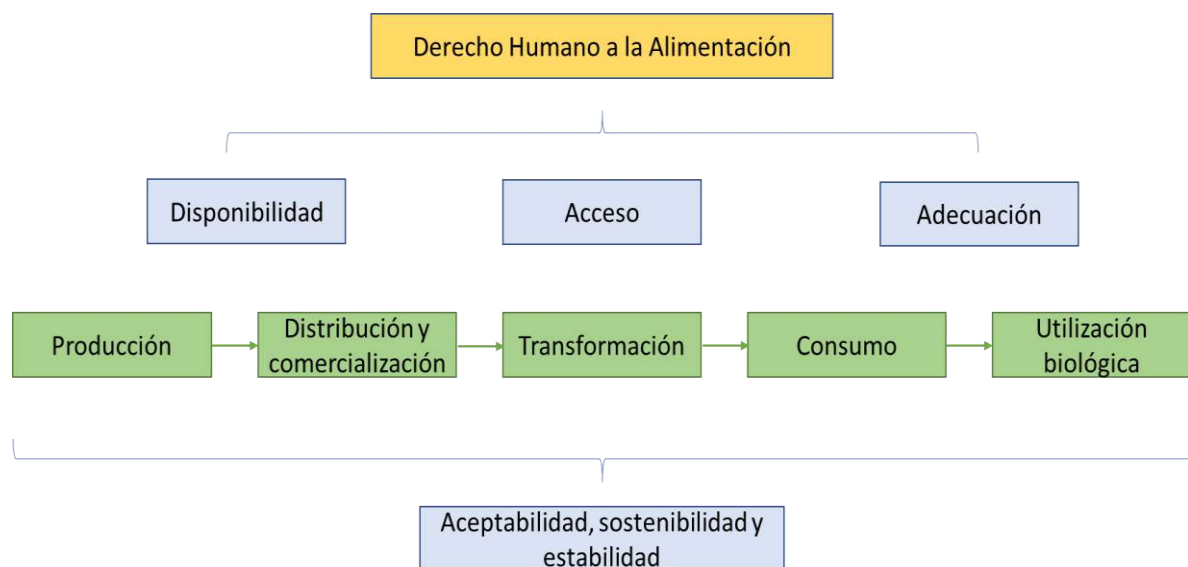 Derecho Humano a la Alimentación
Disponibilidad
Acceso
Adecuación
Producción
Distribución y
comercialización
Transformación
Consumo
Utilización
biológica
Aceptabilidad, sostenibilidad y
estabilidad